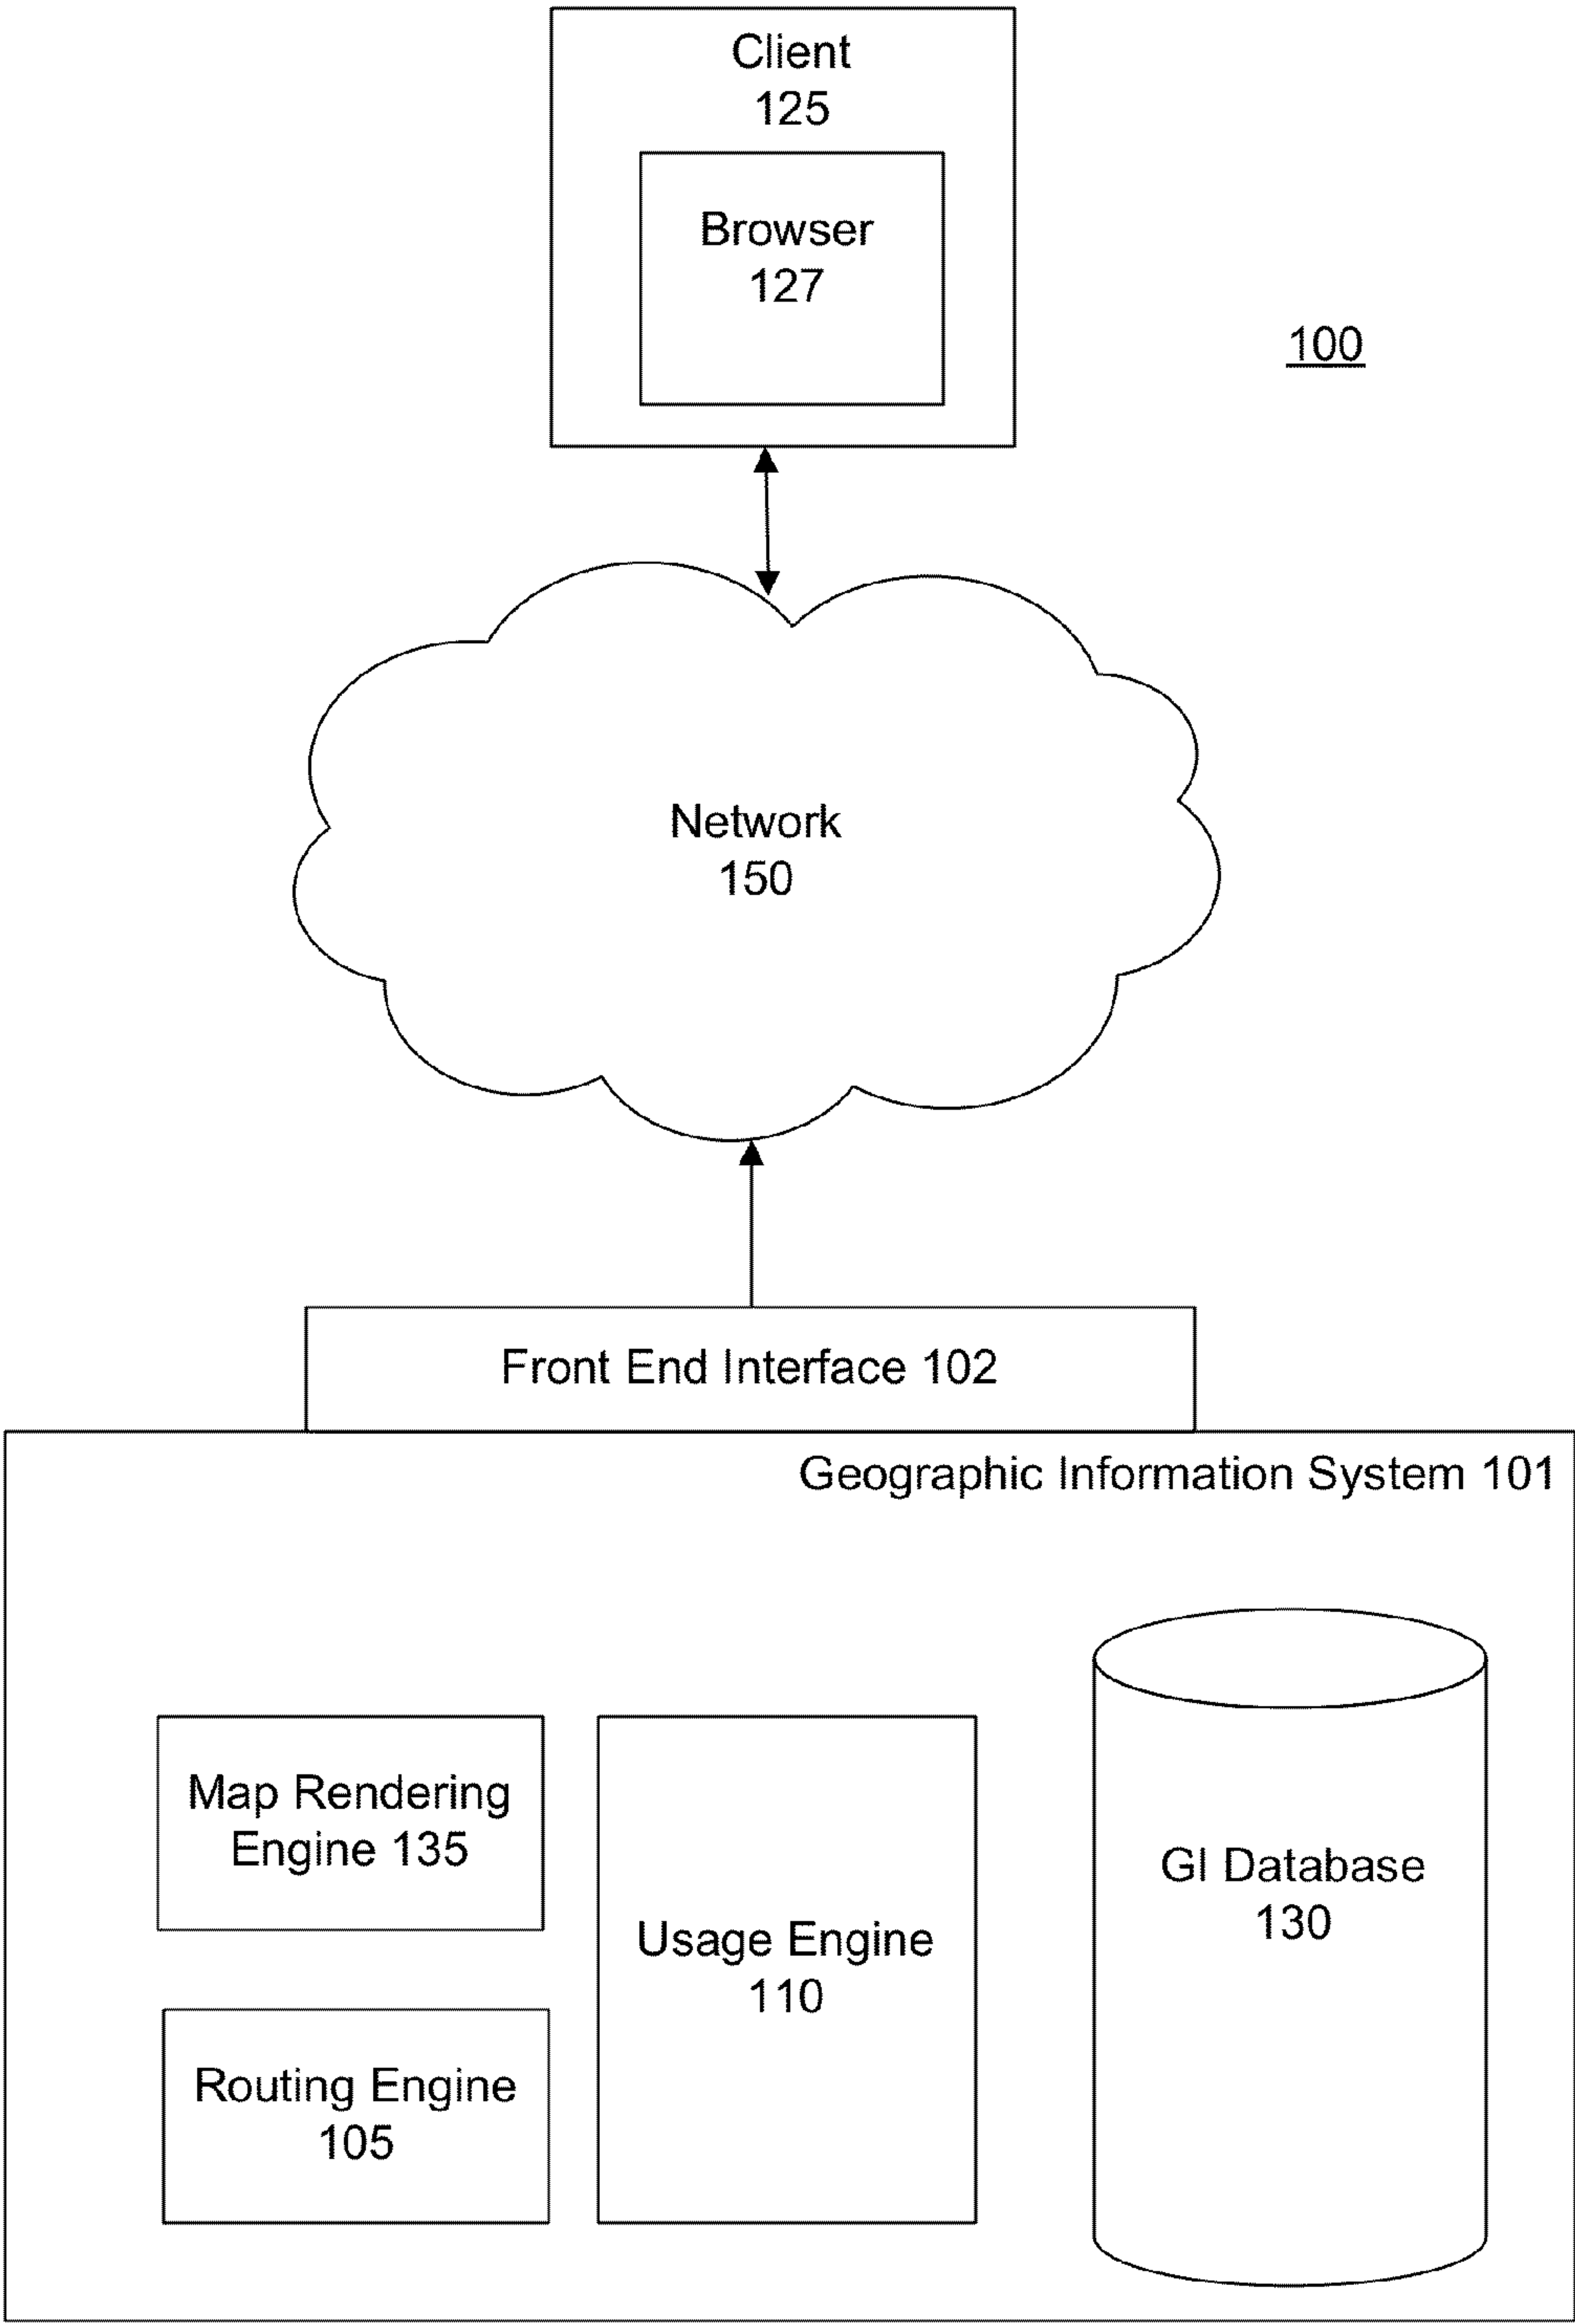 Client
125
Browser
127
100
Network
150
Front End Interface 102
Geographic Information System 101
Map Rendering
Engine 135
Usage Engine
110
GI Database
130
Routing Engine
105